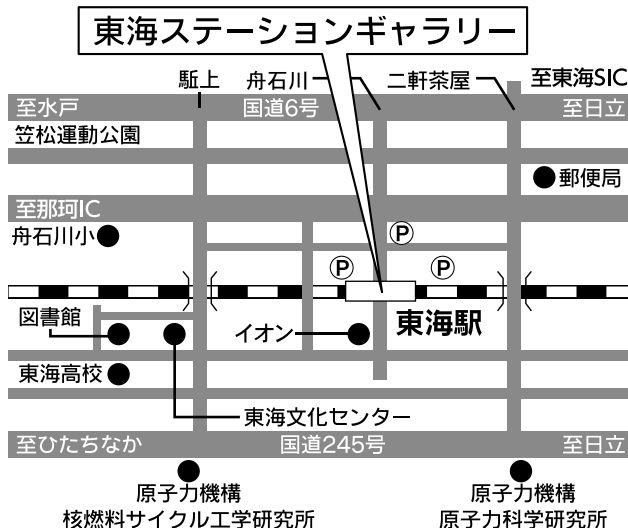 東海ステーションギャラリー
駈上
舟石川
二軒茶屋
至東海SIC
至水戸
国道6号
至日立
笠松運動公園
郵便局
至那珂IC
舟石川小
P
P
P
図書館
イオン
東海駅
東海高校
東海文化センター
至ひたちなか
国道245号
至日立
原子力機構
核燃料サイクル工学研究所
原子力機構
原子力科学研究所